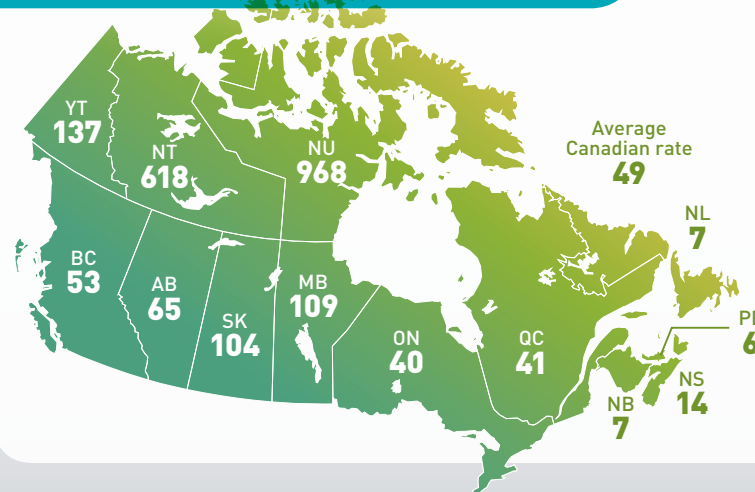 YT
137
NT
618
NU
968
Average
Canadian rate
49
NL
7
BC
53
AB
65
SK
104
MB
109
ON
40
QC
41
NB
7
NS
14